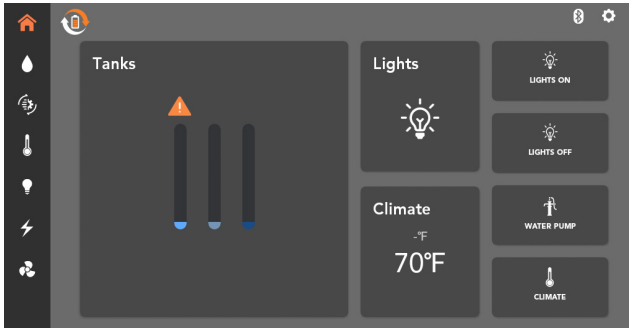 Tanks
Lights
LIGHTS ON
LIGHTS OFF
Climate
-°F
70°F
WATER PUMP
CLIMATE